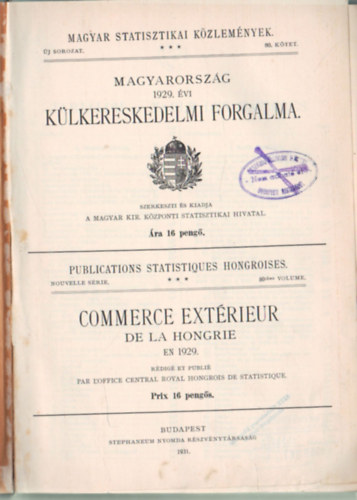 MAGYAR STATISZTIKAI KÖZLEMÉNYEK.
ÚJ SOROZAT. * * * KÖTET.
MAGYARORSZÁG
1929. ÉVI
KÜLKERESKEDELMI FORGALMA.
SZERKESZTI ÉS KIADJA
A MAGYAR KIR. KÖZPONTI STATISZTIKAI HIVATAL.
Ára 16 pengő.
PUBLICATIONS STATISTIQUES HONGROISES.
NOUVELLE SÉRIE. * * * VOLUME.
COMMERCE EXTÉRIEUR
DE LA HONGRIE
EN 1929.
RÉDIGÉ ET PUBLIÉ
PAR L'OFFICE CENTRAL ROYAL HONGROIS DE STATISTIQUE.
Prix 16 pengős.
BUDAPEST
STEPHANEUM NYOMDA RÉSZVÉNYTÁRSASÁG
1931.